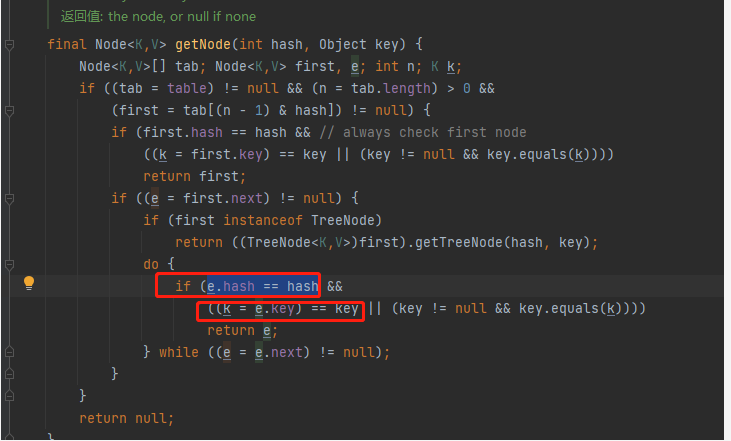 返回值: the node, or null if none
final Node<K,V> getNode(int hash, Object key) {
Node<K,V>[] tab; Node<K,V> first, e; int n; K k;
if ((tab = table) != null && (n = tab.length) > 0 &&
(first = tab[(n - 1) & hash]) != null) {
if (first.hash == hash && // always check first node
((k = first.key) == key || (key != null && key.equals(k))))
return first;
if ((e = first.next) != null) {
if (first instanceof TreeNode)
return ((TreeNode<K,V>)first).getTreeNode(hash, key);
do {
if (e.hash == hash &&
((k = e.key) == key || (key != null && key.equals(k))))
return e;
} while ((e = e.next) != null);
}
}
return null;
}